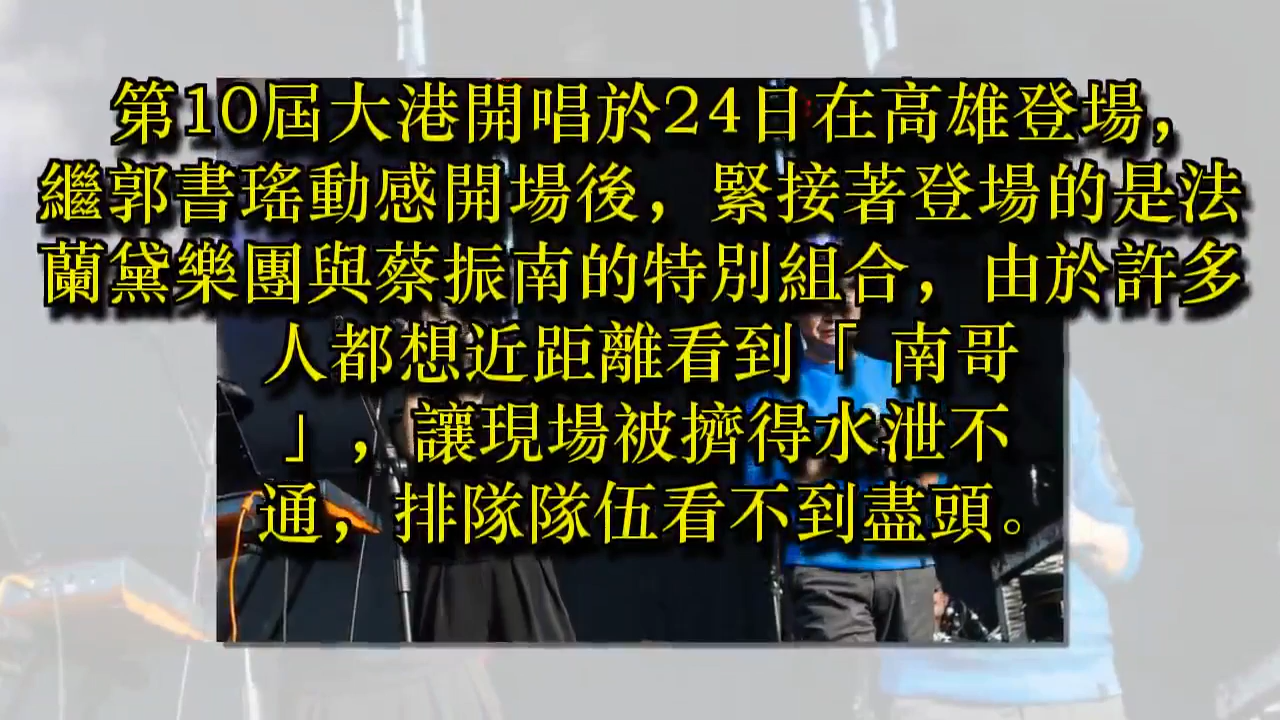 第10屆大港開唱於24日在高雄登場，
繼郭書瑤動感開場後，緊接著登場的是法
蘭黛樂團與蔡振南的特別組合，由於許多
人都想近距離看到「 南哥
」，讓現場被擠得水泄不
通，排隊隊伍看不到盡頭。